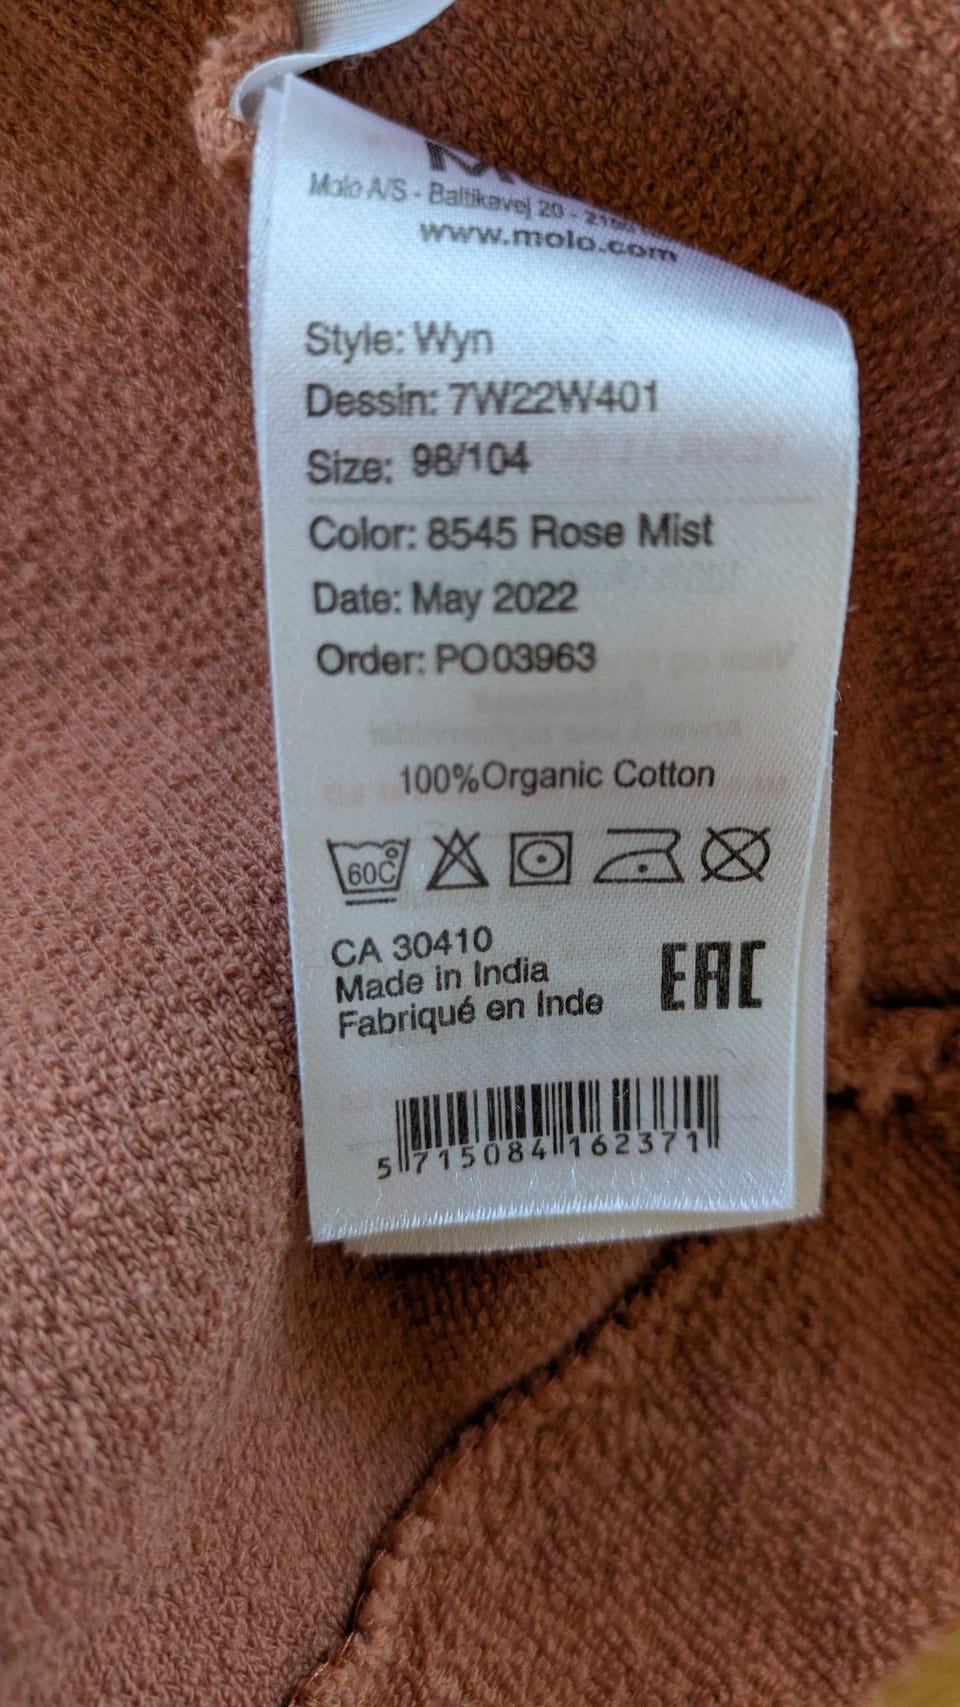 Molo A/S - Baltikavej 20 -
www.molo.com
Style: Wyn
Dessin: 7W22W401
Size: 98/104
Color: 8545 Rose Mist
Date: May 2022
Order: PO03963
100%Organic Cotton
60C
CA 30410
Made in India
Fabriqué en Inde
EAC
5 715084 162371